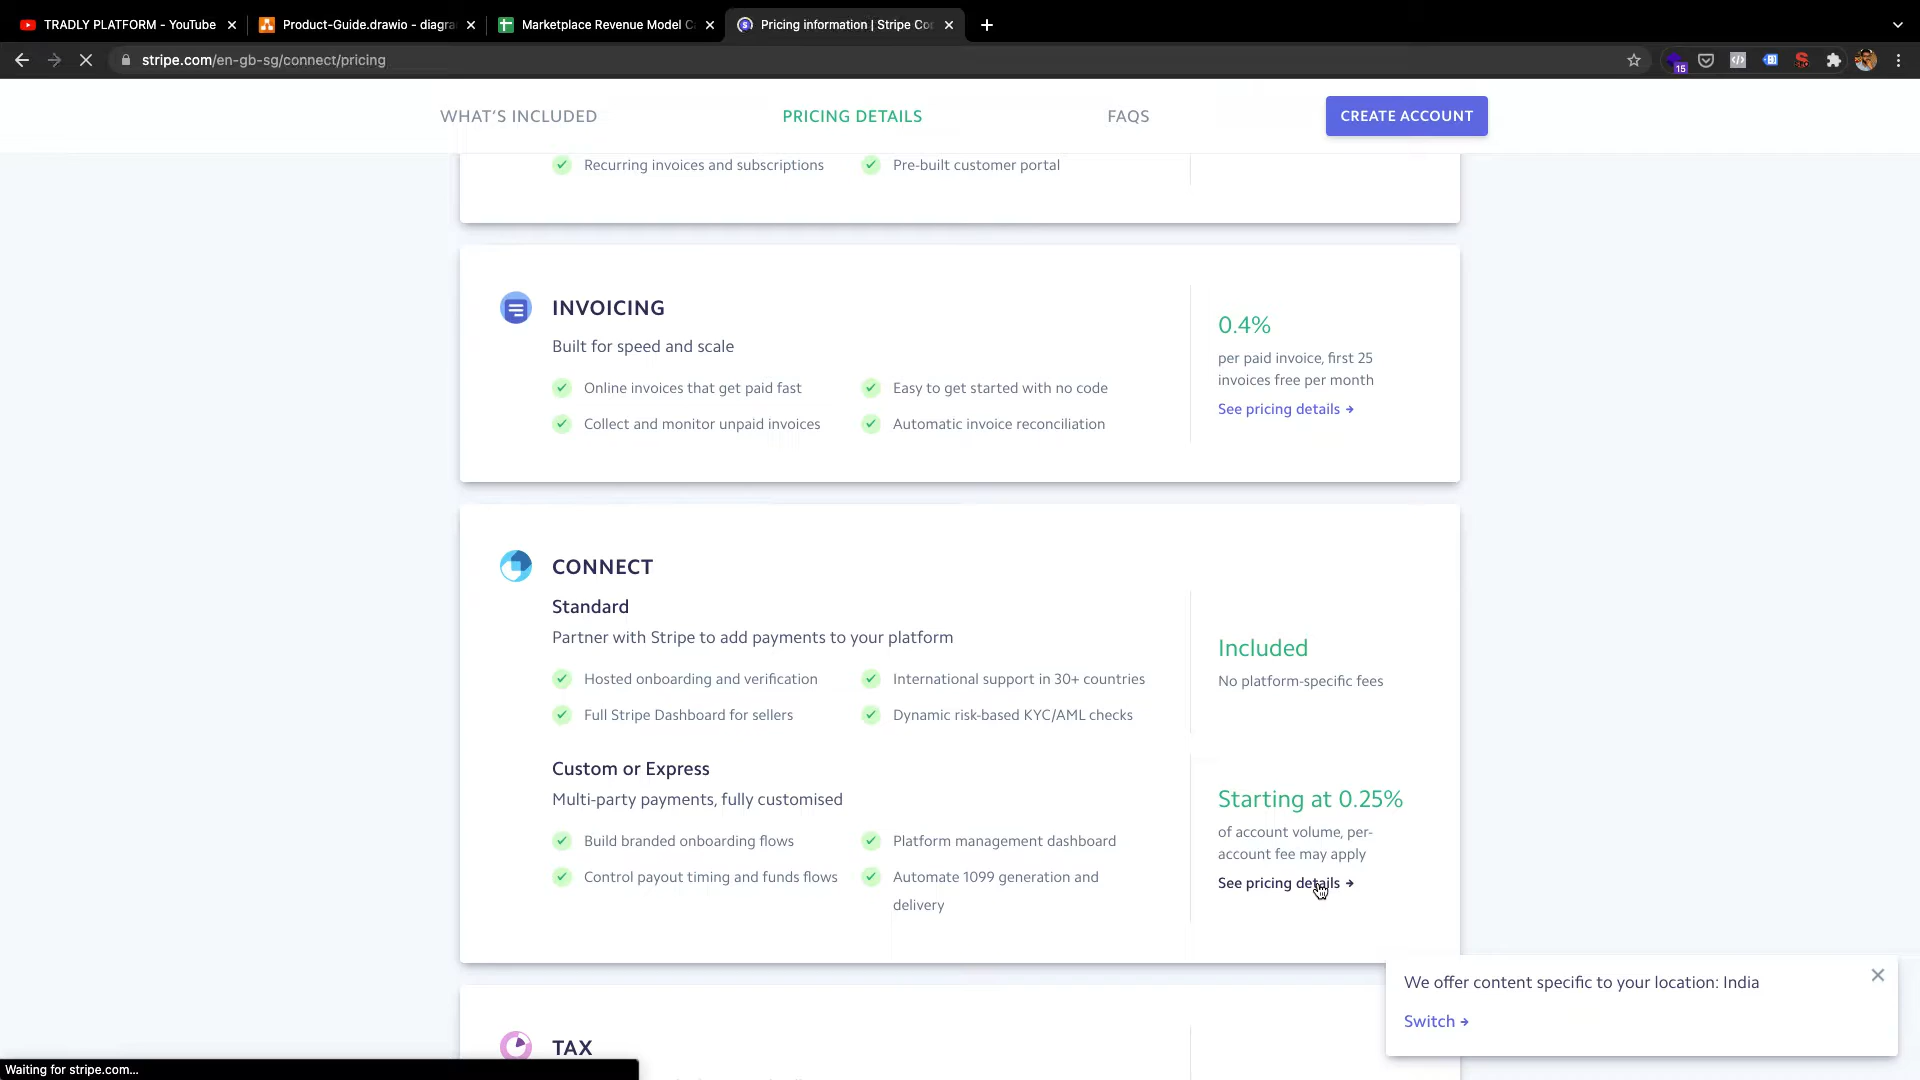 TRADLY PLATFORM - YouTube
Product-Guide.drawio - diagra
Marketplace Revenue Model C
Pricing information | Stripe Co
stripe.com/en-gb-sg/connect/pricing
15
WHAT'S INCLUDED
PRICING DETAILS
FAQS
CREATE ACCOUNT
Recurring invoices and subscriptions
Pre-built customer portal
INVOICING
Built for speed and scale
Online invoices that get paid fast
Easy to get started with no code
Collect and monitor unpaid invoices
Automatic invoice reconciliation
0.4%
per paid invoice, first 25
invoices free per month
See pricing details
CONNECT
Standard
Partner with Stripe to add payments to your platform
Hosted onboarding and verification
International support in 30+ countries
Full Stripe Dashboard for sellers
Dynamic risk-based KYC/AML checks
Included
No platform-specific fees
Custom or Express
Multi-party payments, fully customised
Build branded onboarding flows
Platform management dashboard
Control payout timing and funds flows
Automate 1099 generation and
delivery
Starting at 0.25%
of account volume, per-
account fee may apply
See pricing details
We offer content specific to your location: India
Switch
TAX
Waiting for stripe.com...